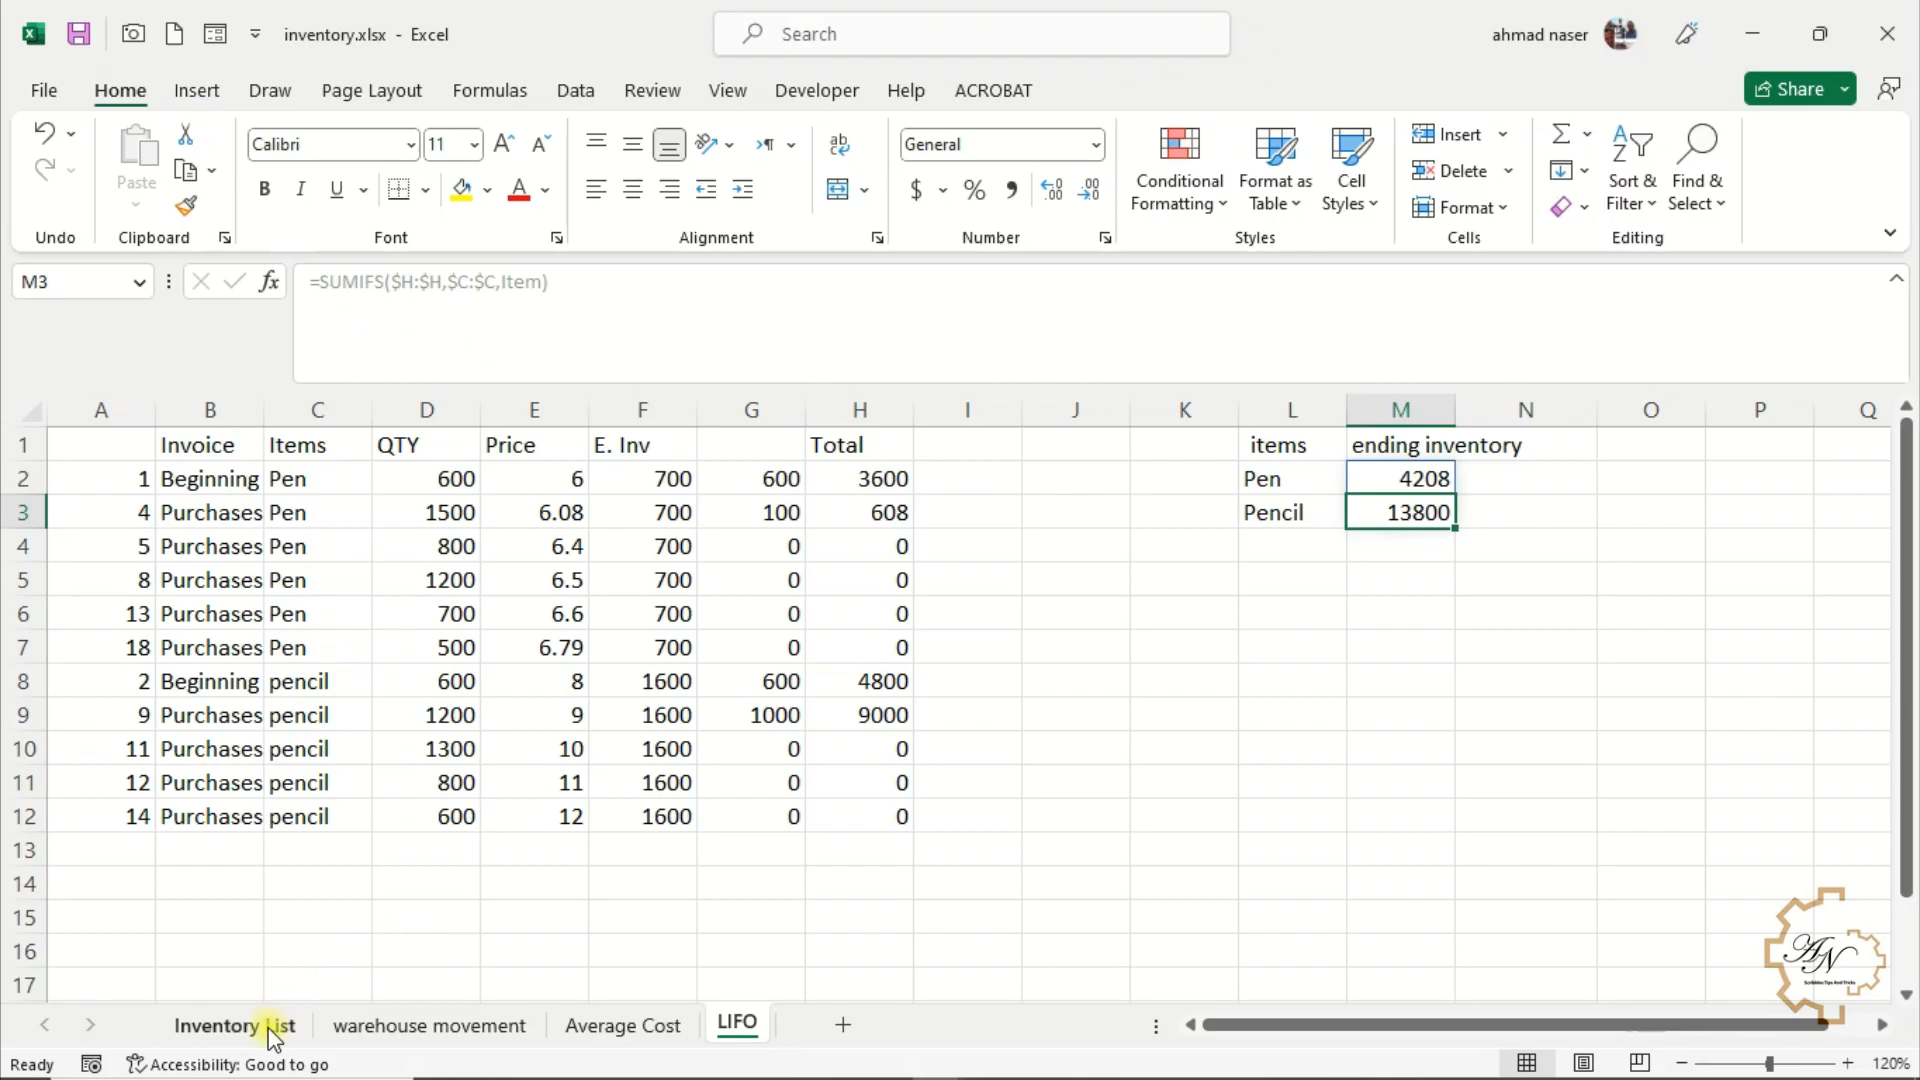 inventory.xlsx - Excel
Search
ahmad naser
File Home Insert Draw Page Layout Formulas Data Review View Developer Help ACROBAT
Share
Paste
Calibri 11
General
Conditional Formatting
Format as Table
Cell Styles
Insert
Delete
Format
Sort & Filter
Find & Select
Undo Clipboard Font Alignment Number Styles Cells Editing
M3 fx =SUMIFS($H:$H,$C:$C,Item)
A B C D E F G H I J K L M N O P Q
1 Invoice Items QTY Price E. Inv Total items ending inventory
2 1 Beginning Pen 600 6 700 600 3600 Pen 4208
3 4 Purchases Pen 1500 6.08 700 100 608 Pencil 13800
4 5 Purchases Pen 800 6.4 700 0 0
5 8 Purchases Pen 1200 6.5 700 0 0
6 13 Purchases Pen 700 6.6 700 0 0
7 18 Purchases Pen 500 6.79 700 0 0
8 2 Beginning pencil 600 8 1600 600 4800
9 9 Purchases pencil 1200 9 1600 1000 9000
10 11 Purchases pencil 1300 10 1600 0 0
11 12 Purchases pencil 800 11 1600 0 0
12 14 Purchases pencil 600 12 1600 0 0
13
14
15
16
17
AN
Inventory List warehouse movement Average Cost LIFO
Ready Accessibility: Good to go 120%